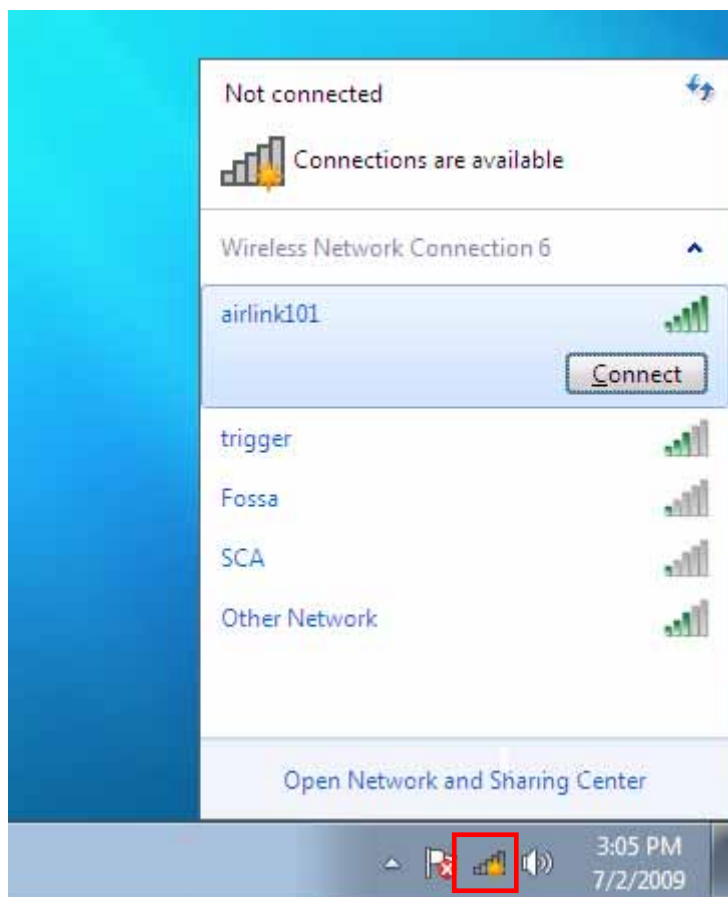 Not connected
Connections are available
Wireless Network Connection 6
airlink101
Connect
trigger
Fossa
SCA
Other Network
Open Network and Sharing Center
3:05 PM
7/2/2009